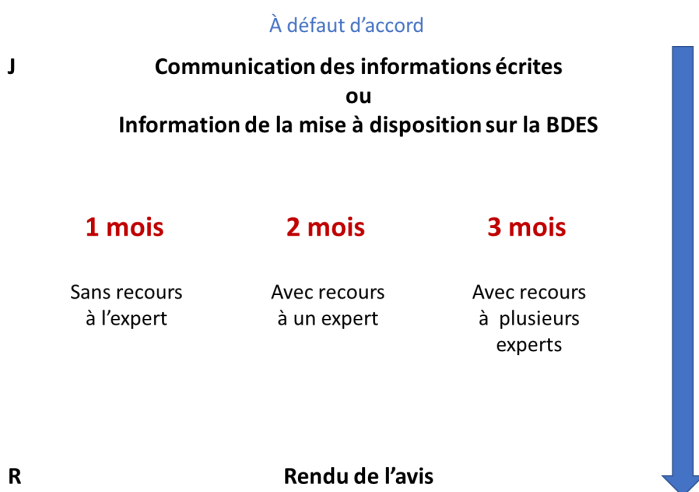 À défaut d'accord
J Communication des informations écrites
ou
Information de la mise à disposition sur la BDES
1 mois
Sans recours
à l'expert
2 mois
Avec recours
à un expert
3 mois
Avec recours
à plusieurs
experts
R Rendu de l'avis